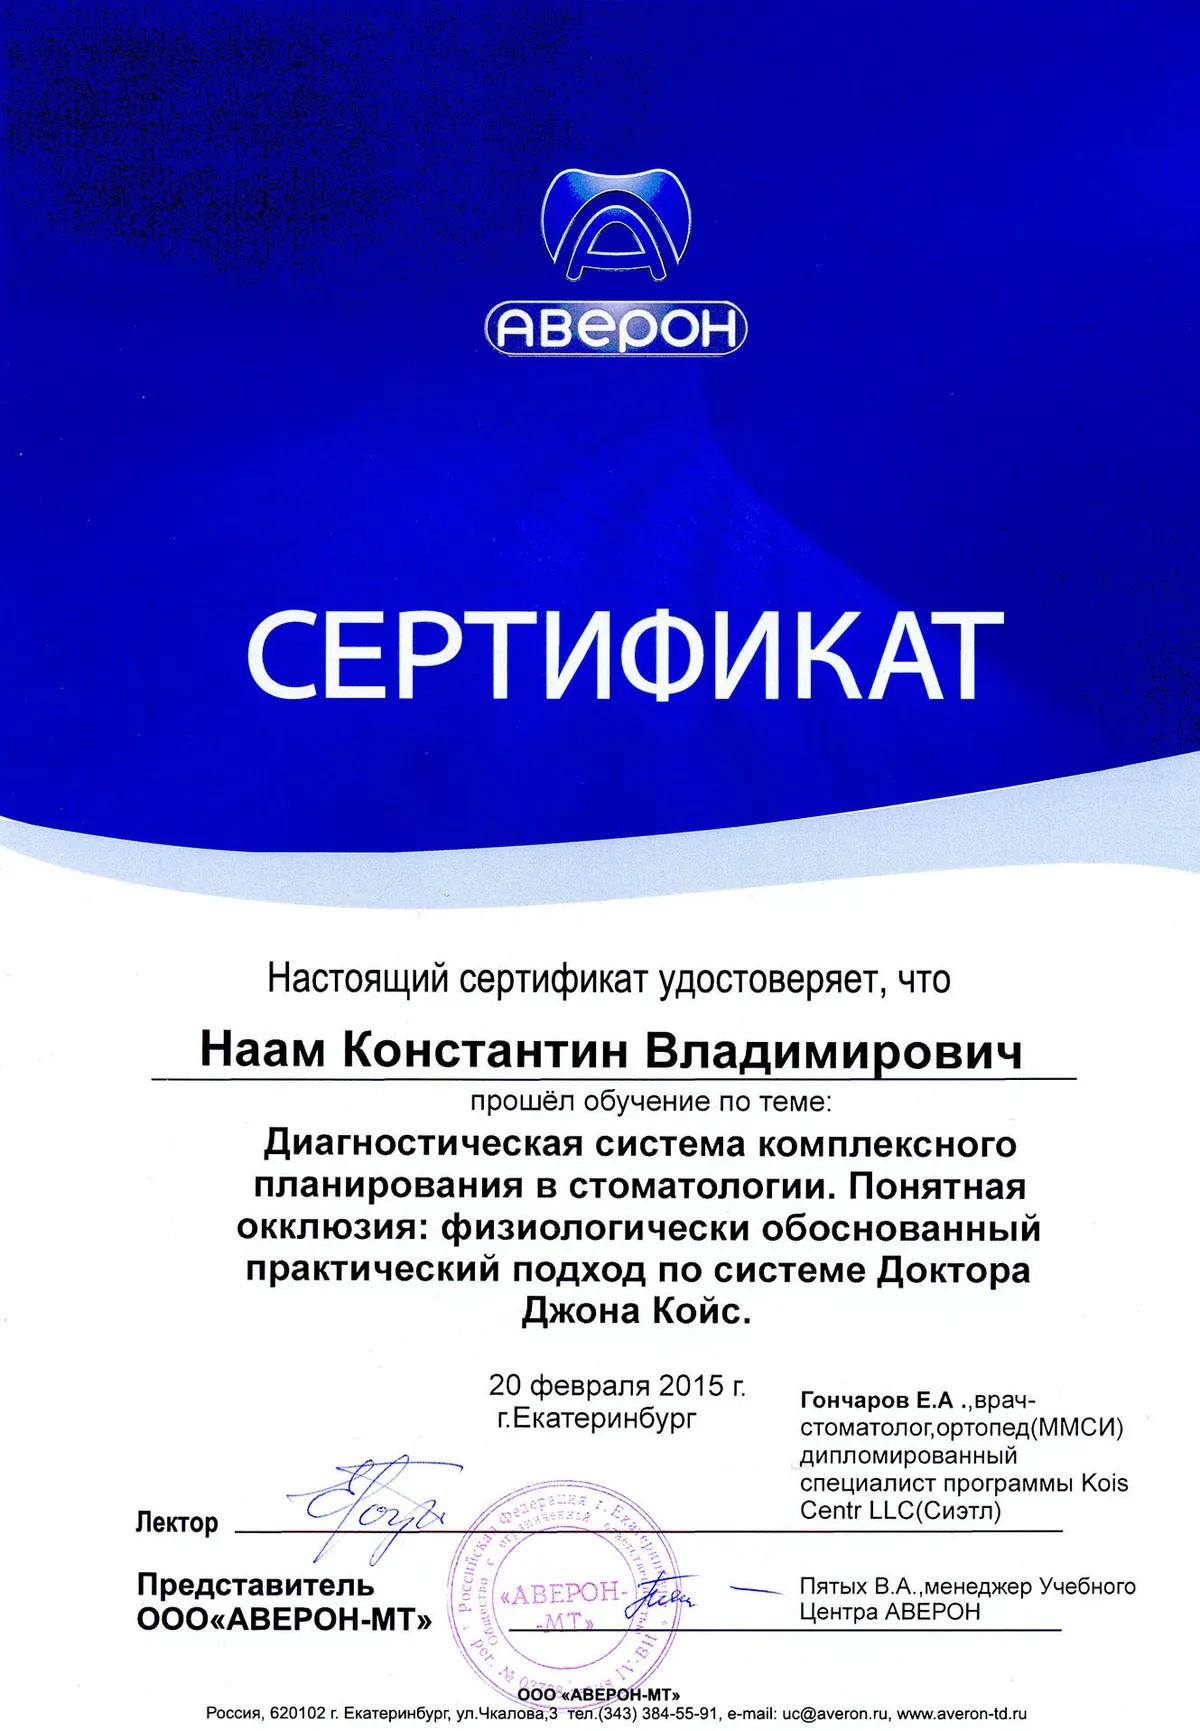 АВЕРОН
СЕРТИФИКАТ
Настоящий сертификат удостоверяет, что
Наам Константин Владимирович
прошёл обучение по теме:
Диагностическая система комплексного
планирования в стоматологии. Понятная
окклюзия: физиологически обоснованный
практический подход по системе Доктора
Джона Койс.
20 февраля 2015 г.
г.Екатеринбург
Гончаров Е.А .,врач-
стоматолог,ортопед(ММСИ)
дипломированный
специалист программы Kois
Centr LLC(Сиэтл)
Лектор
Представитель
ООО«АВЕРОН-МТ»
Российская Федерация г. Екатеринбург
Общество с ограниченной ответственностью
«АВЕРОН-
-МТ»
Пятых В.А.,менеджер Учебного
Центра АВЕРОН
ООО «АВЕРОН-МТ»
Россия, 620102 г. Екатеринбург, ул.Чкалова,3 тел.(343) 384-55-91, e-mail: uc@averon.ru, www.averon-td.ru